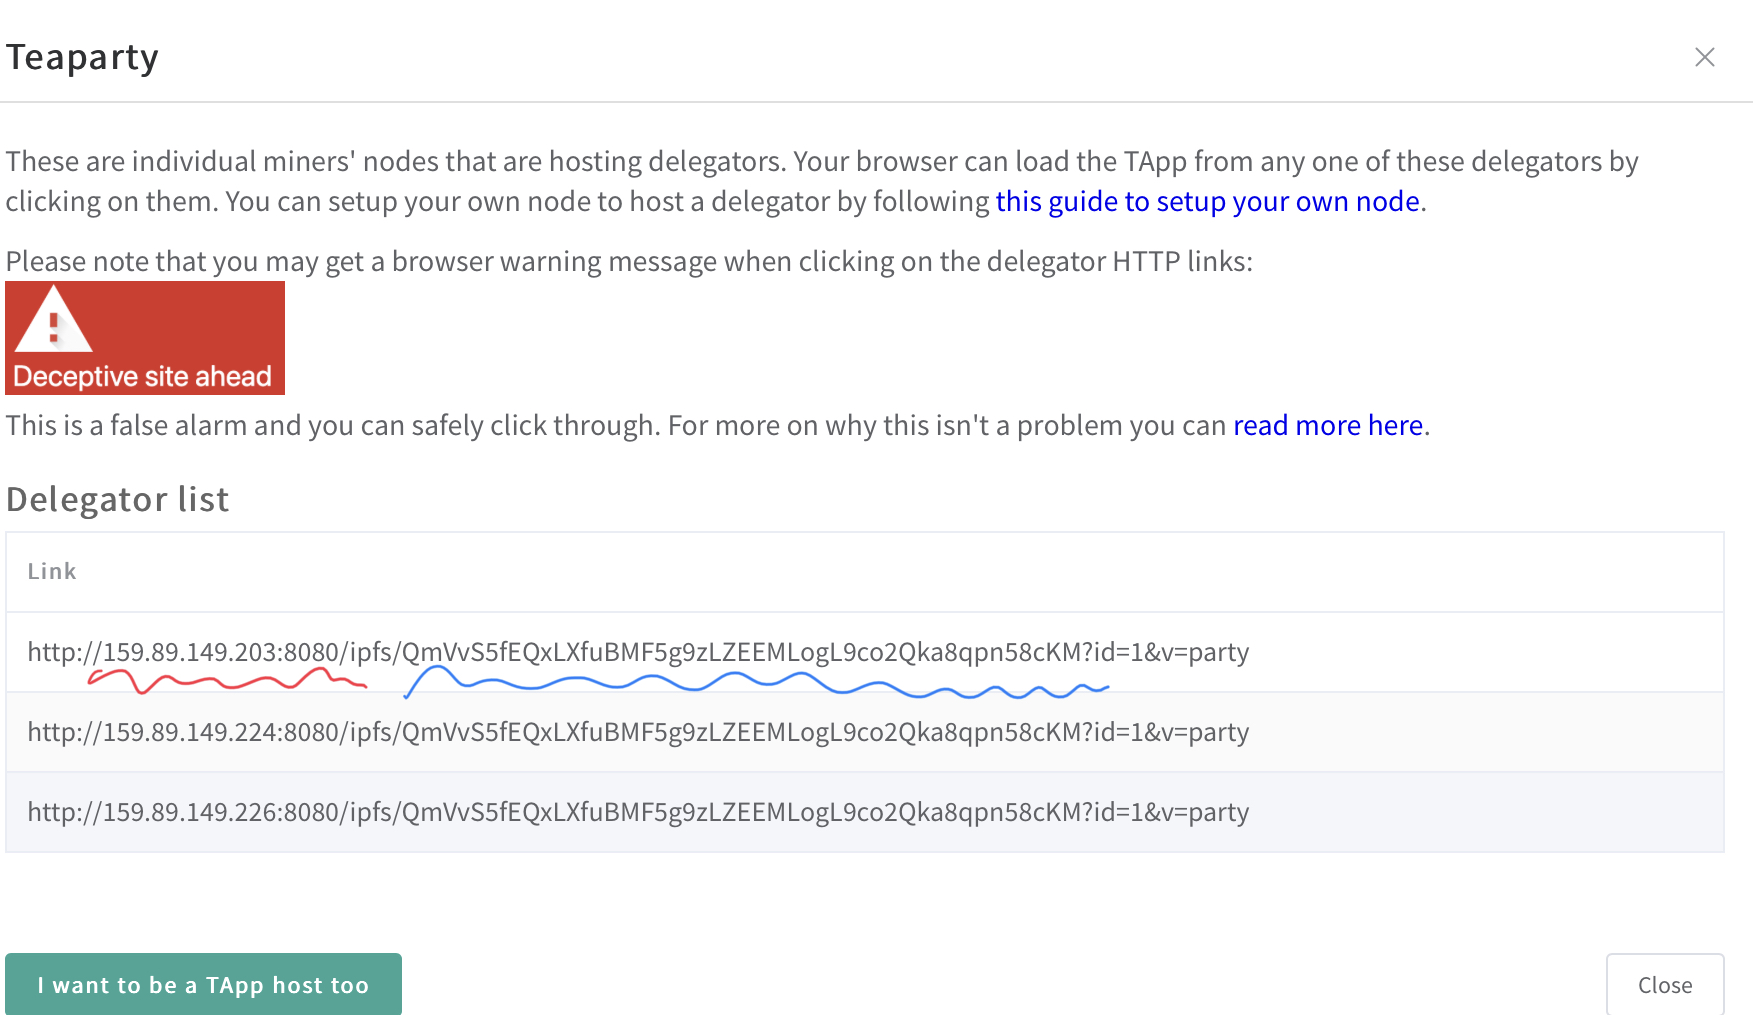 Teaparty
These are individual miners' nodes that are hosting delegators. Your browser can load the TApp from any one of these delegators by
clicking on them. You can setup your own node to host a delegator by following this guide to setup your own node.
Please note that you may get a browser warning message when clicking on the delegator HTTP links:
Deceptive site ahead
This is a false alarm and you can safely click through. For more on why this isn't a problem you can read more here.
Delegator list
Link
http://159.89.149.203:8080/ipfs/QmVvS5fEQxLXfuBMF5g9zLZEEMLogL9co2Qka8qpn58cKM?id=1&v=party
http://159.89.149.224:8080/ipfs/QmVvS5fEQxLXfuBMF5g9zLZEEMLogL9co2Qka8qpn58cKM?id=1&v=party
http://159.89.149.226:8080/ipfs/QmVvS5fEQxLXfuBMF5g9zLZEEMLogL9co2Qka8qpn58cKM?id=1&v=party
I want to be a TApp host too
Close